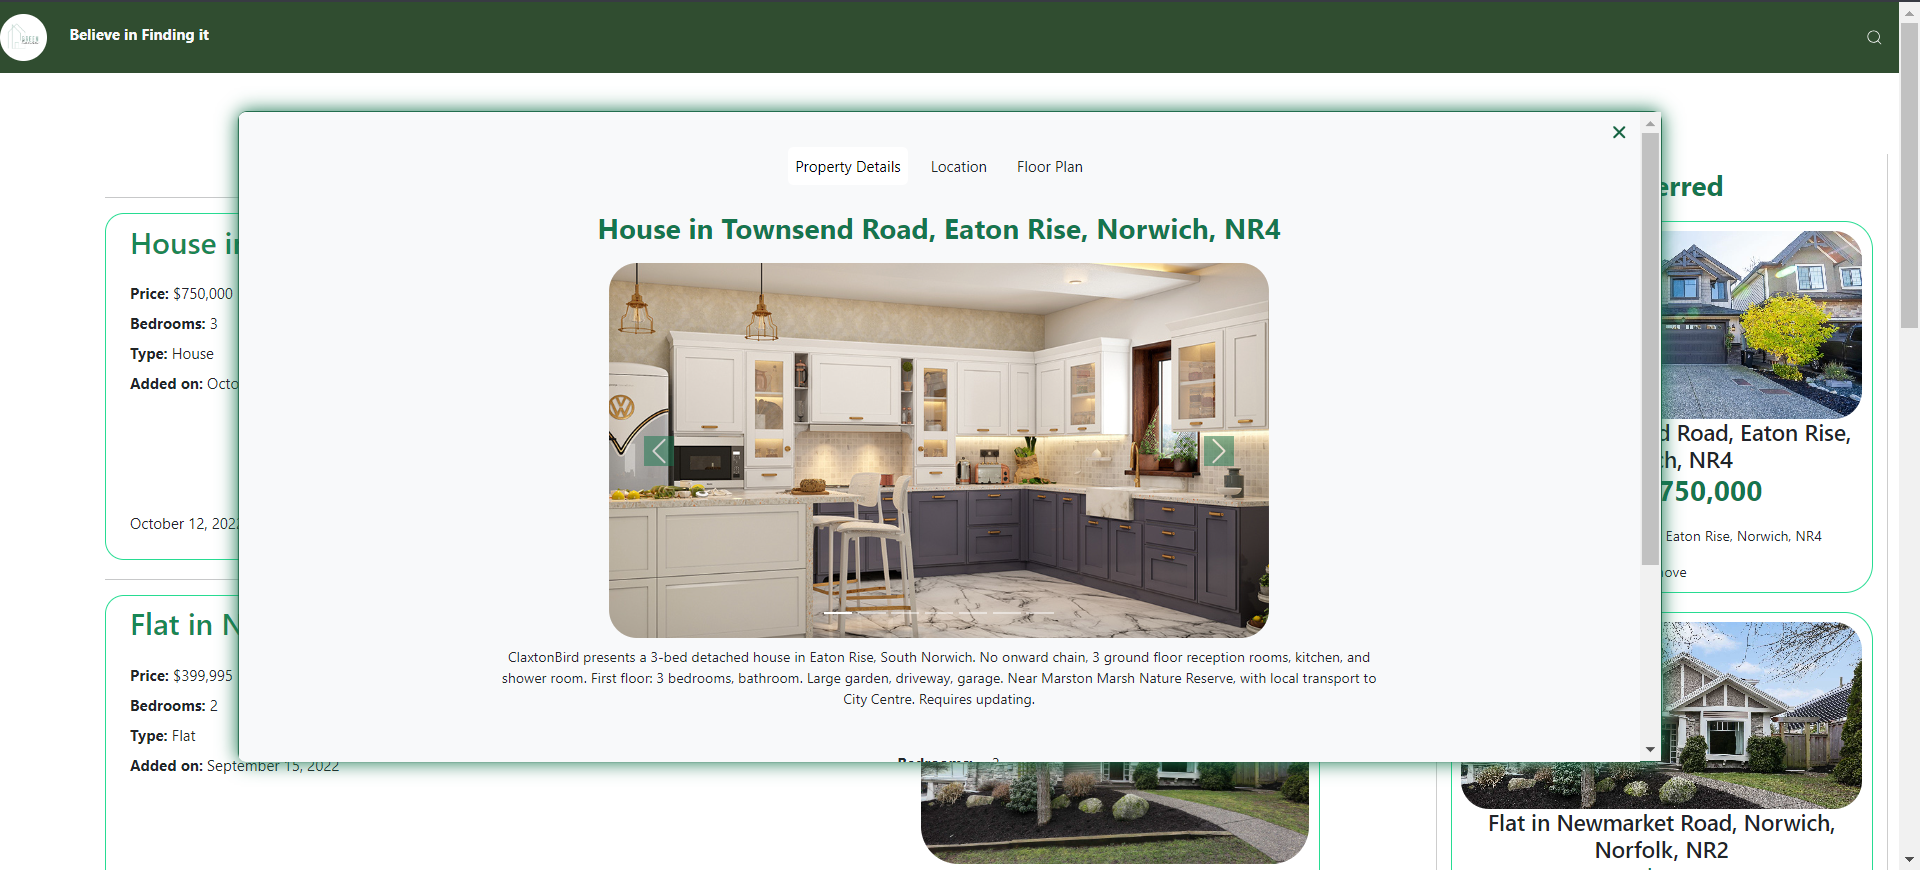 Believe in Finding it
Property Details
Location
Floor Plan
House in Townsend Road, Eaton Rise, Norwich, NR4
ClaxtonBird presents a 3-bed detached house in Eaton Rise, South Norwich. No onward chain, 3 ground floor reception rooms, kitchen, and
shower room. First floor: 3 bedrooms, bathroom. Large garden, driveway, garage. Near Marston Marsh Nature Reserve, with local transport to
City Centre. Requires updating.
House in
Price: $750,000
Bedrooms: 3
Type: House
Added on: Octo
October 12, 2022
Flat in N
Price: $399,995
Bedrooms: 2
Type: Flat
Added on: September 15, 2022
erred
d Road, Eaton Rise,
ch, NR4
750,000
Eaton Rise, Norwich, NR4
ove
Flat in Newmarket Road, Norwich,
Norfolk, NR2